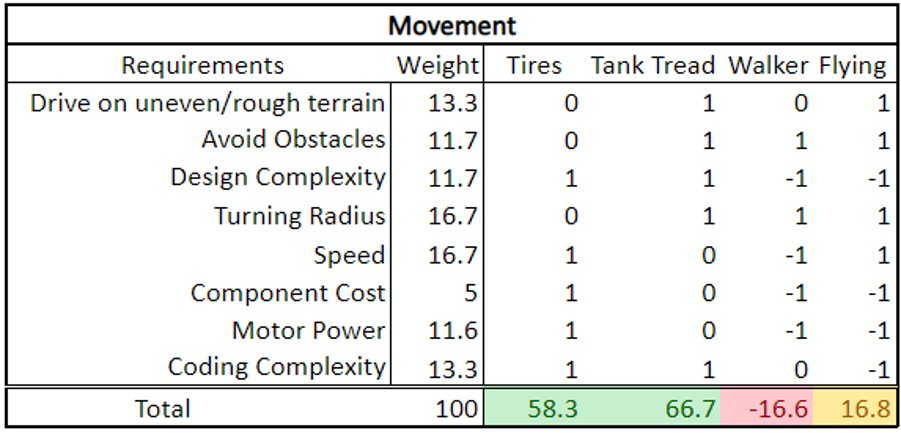 Movement
Requirements Weight Tires Tank Tread Walker Flying
Drive on uneven/rough terrain 13.3 0 1 0 1
Avoid Obstacles 11.7 0 1 1 1
Design Complexity 11.7 1 1 -1 -1
Turning Radius 16.7 0 1 1 1
Speed 16.7 1 0 -1 1
Component Cost 5 1 0 -1 -1
Motor Power 11.6 1 0 -1 -1
Coding Complexity 13.3 1 1 0 -1
Total 100 58.3 66.7 -16.6 16.8